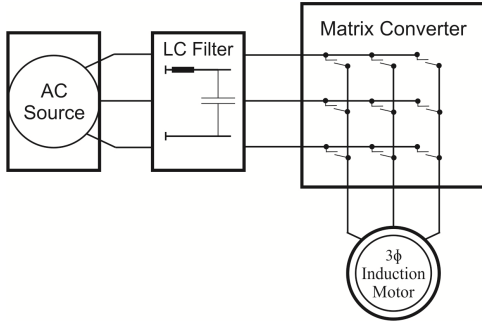 Matrix Converter
LC Filter
AC
Source
3ϕ
Induction
Motor